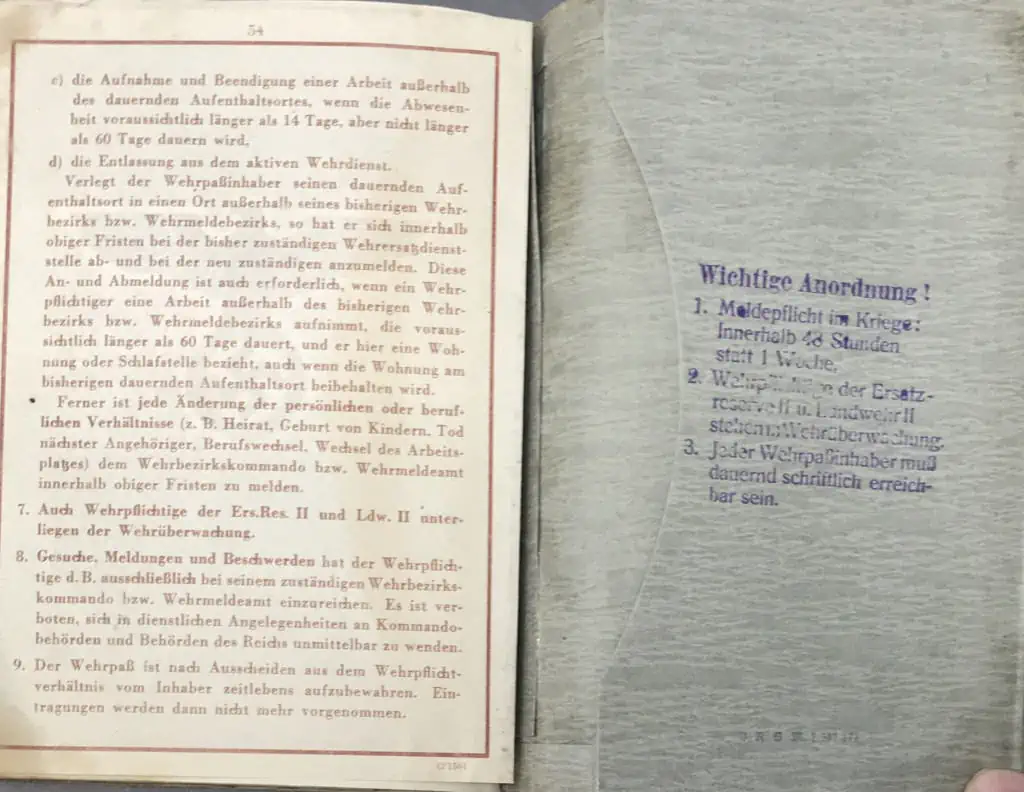 54
c) die Aufnahme und Beendigung einer Arbeit außerhalb
des dauernden Aufenthaltsortes, wenn die Abwesen-
heit voraussichtlich länger als 14 Tage, aber nicht länger
als 60 Tage dauern wird,
d) die Entlassung aus dem aktiven Wehrdienst.
Verlegt der Wehrpaßinhaber seinen dauernden Auf-
enthaltsort in einen Ort außerhalb seines bisherigen Wehr-
bezirks bzw. Wehrmeldebezirks, so hat er sich innerhalb
obiger Fristen bei der bisher zuständigen Wehrersatzdienst-
stelle ab- und bei der neu zuständigen anzumelden. Diese
An- und Abmeldung ist auch erforderlich, wenn ein Wehr-
pflichtiger eine Arbeit außerhalb des bisherigen Wehr-
bezirks bzw. Wehrmeldebezirks aufnimmt, die voraus-
sichtlich länger als 60 Tage dauert, und er hier eine Woh-
nung oder Schlafstelle bezieht, auch wenn die Wohnung am
bisherigen dauernden Aufenthaltsort beibehalten wird.
Ferner ist jede Änderung der persönlichen oder beruf-
lichen Verhältnisse (z. B. Heirat, Geburt von Kindern, Tod
nächster Angehöriger, Berufswechsel, Wechsel des Arbeits-
platzes) dem Wehrbezirkskommando bzw. Wehrmeldeamt
innerhalb obiger Fristen zu melden.
7. Auch Wehrpflichtige der Ers.Res. II und Ldw. II unter-
liegen der Wehrüberwachung.
8. Gesuche, Meldungen und Beschwerden hat der Wehrpflich-
tige d. B. ausschließlich bei seinem zuständigen Wehrbezirks-
kommando bzw. Wehrmeldeamt einzureichen. Es ist ver-
boten, sich in dienstlichen Angelegenheiten an Kommando-
behörden und Behörden des Reichs unmittelbar zu wenden.
9. Der Wehrpaß ist nach Ausscheiden aus dem Wehrpflicht-
verhältnis vom Inhaber zeitlebens aufzubewahren. Ein-
tragungen werden dann nicht mehr vorgenommen.
Wichtige Anordnung!
1. Meldepflicht im Kriege:
Innerhalb 48 Stunden
statt 1 Woche.
2. Wehrpflichtige der Ersatz-
reserve II u. Landwehr II
stehen in Wehrüberwachung.
3. Jeder Wehrpaßinhaber muß
dauernd schriftlich erreich-
bar sein.